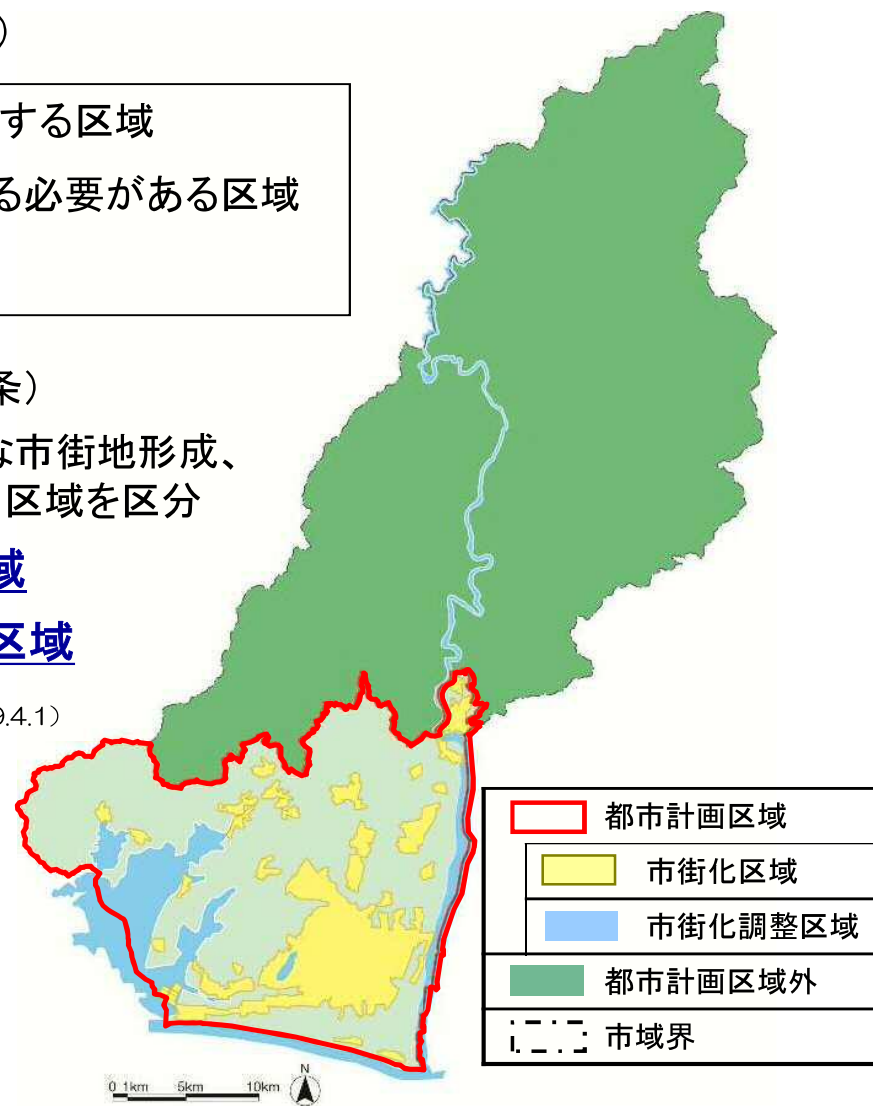 ）
する区域
る必要がある区域
条）
な市街地形成、
区域を区分
域
区域
9.4.1）
都市計画区域
市街化区域
市街化調整区域
都市計画区域外
市域界
0 1km 5km 10km
N